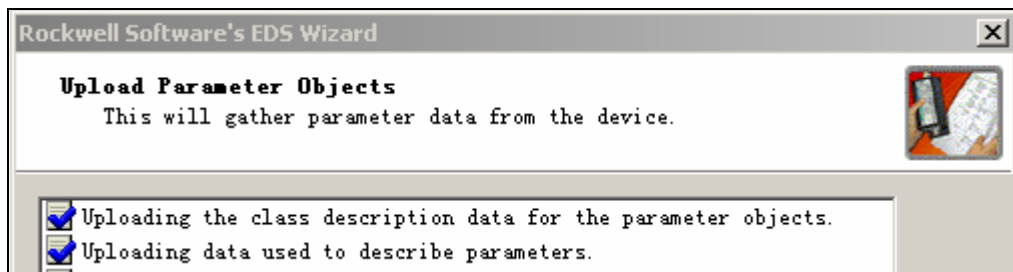 Rockwell Software's EDS Wizard
Upload Parameter Objects
This will gather parameter data from the device.
Uploading the class description data for the parameter objects.
Uploading data used to describe parameters.